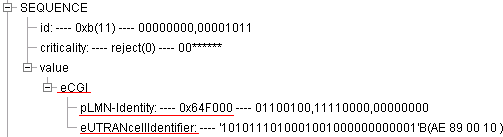 SEQUENCE
id: ---- 0xb(11) ---- 00000000,00001011
criticality: ---- reject(0) ---- 00******
value
eCGI
pLMN-Identity: ---- 0x64F000 ---- 01100100,11110000,00000000
eUTRANcellIdentifier: ---- '1010111010001001000000000001'B(AE 89 00 10)